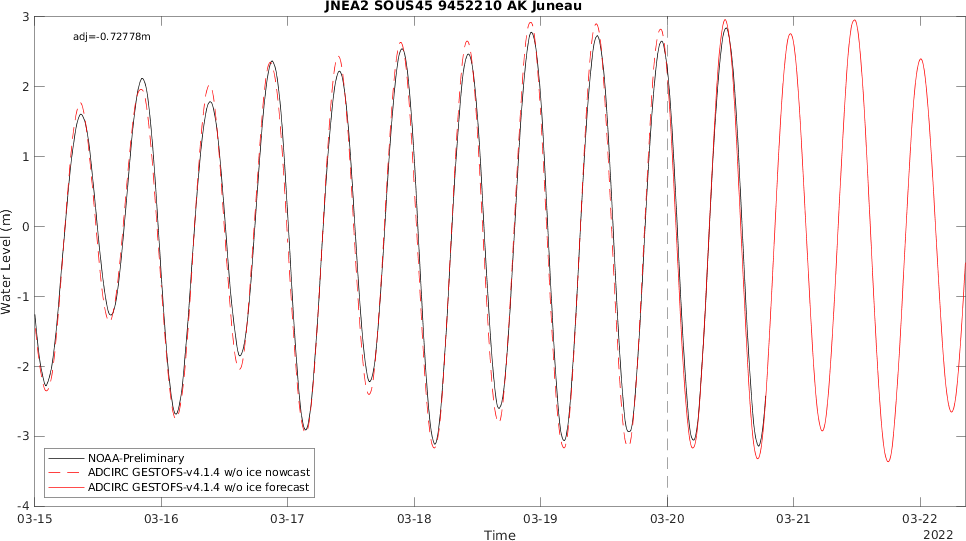 JNEA2 SOUS45 9452210 AK Juneau
adj=-0.72778m
3
2
1
0
-1
-2
-3
-4
Water Level (m)
NOAA-Preliminary
ADCIRC GESTOFS-v4.1.4 w/o ice nowcast
ADCIRC GESTOFS-v4.1.4 w/o ice forecast
03-15 03-16 03-17 03-18 03-19 03-20 03-21 03-22
Time
2022